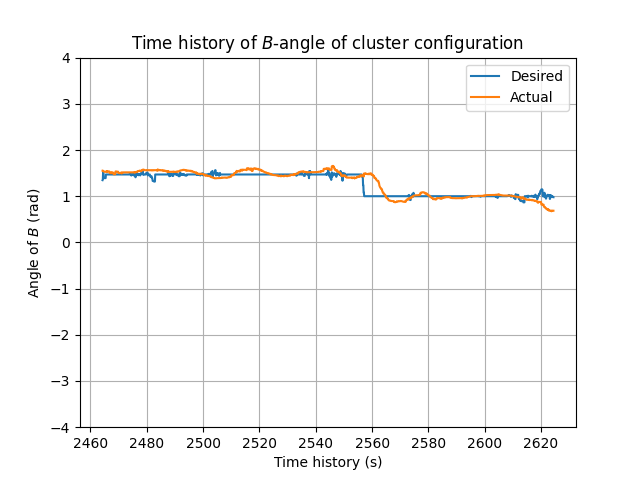 Time history of B-angle of cluster configuration
Desired
Actual
Angle of B (rad)
4
3
2
1
0
−1
−2
−3
−4
2460 2480 2500 2520 2540 2560 2580 2600 2620
Time history (s)